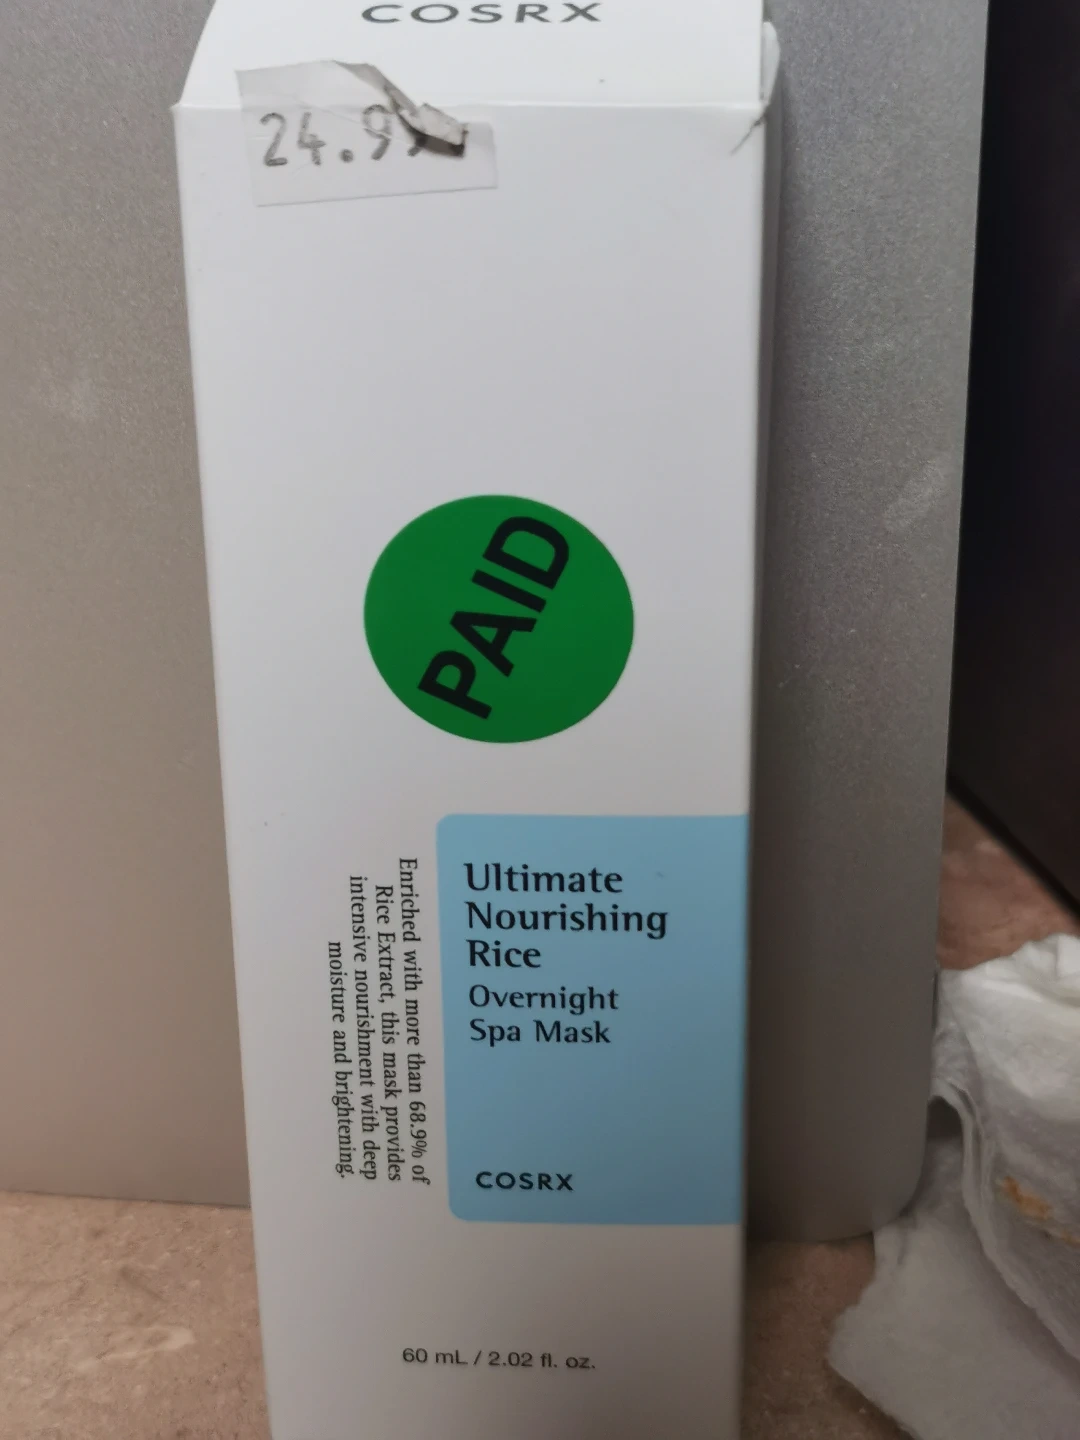 COSRX
24.9
PAID
Ultimate
Nourishing
Rice
Overnight
Spa Mask
COSRX
Enriched with more than 68.9% of
Rice Extract, this mask provides
intensive nourishment with deep
moisture and brightening.
60 mL / 2.02 fl. oz.